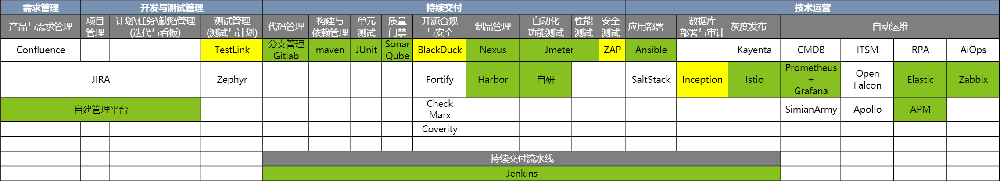 需求管理
开发与测试管理
持续交付
技术运营
产品与需求管理
项目
管理
计划\任务\缺陷管理
(迭代与看板)
测试管理
(测试与计划)
代码管理
构建与
依赖管理
单元
测试
质量
门禁
开源合规
与安全
制品管理
自动化
功能测试
性能
测试
安全
测试
应用部署
数据库
部署与审计
灰度发布
自动运维
Confluence
TestLink
分支管理
Gitlab
maven
JUnit
Sonar
Qube
BlackDuck
Nexus
Jmeter
ZAP
Ansible
Kayenta
CMDB
ITSM
RPA
AiOps
JIRA
Zephyr
Fortify
Harbor
自研
SaltStack
Inception
Istio
Prometheus
+
Grafana
Open
Falcon
Elastic
Zabbix
自建管理平台
Check
Marx
SimianArmy
Apollo
APM
Coverity
持续交付流水线
Jenkins